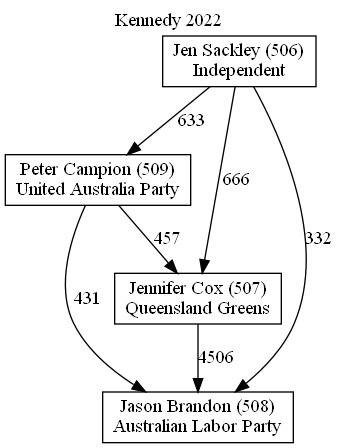 Kennedy 2022
Jen Sackley (506)
Independent
633
Peter Campion (509)
United Australia Party
666
457
332
Jennifer Cox (507)
Queensland Greens
431
4506
Jason Brandon (508)
Australian Labor Party